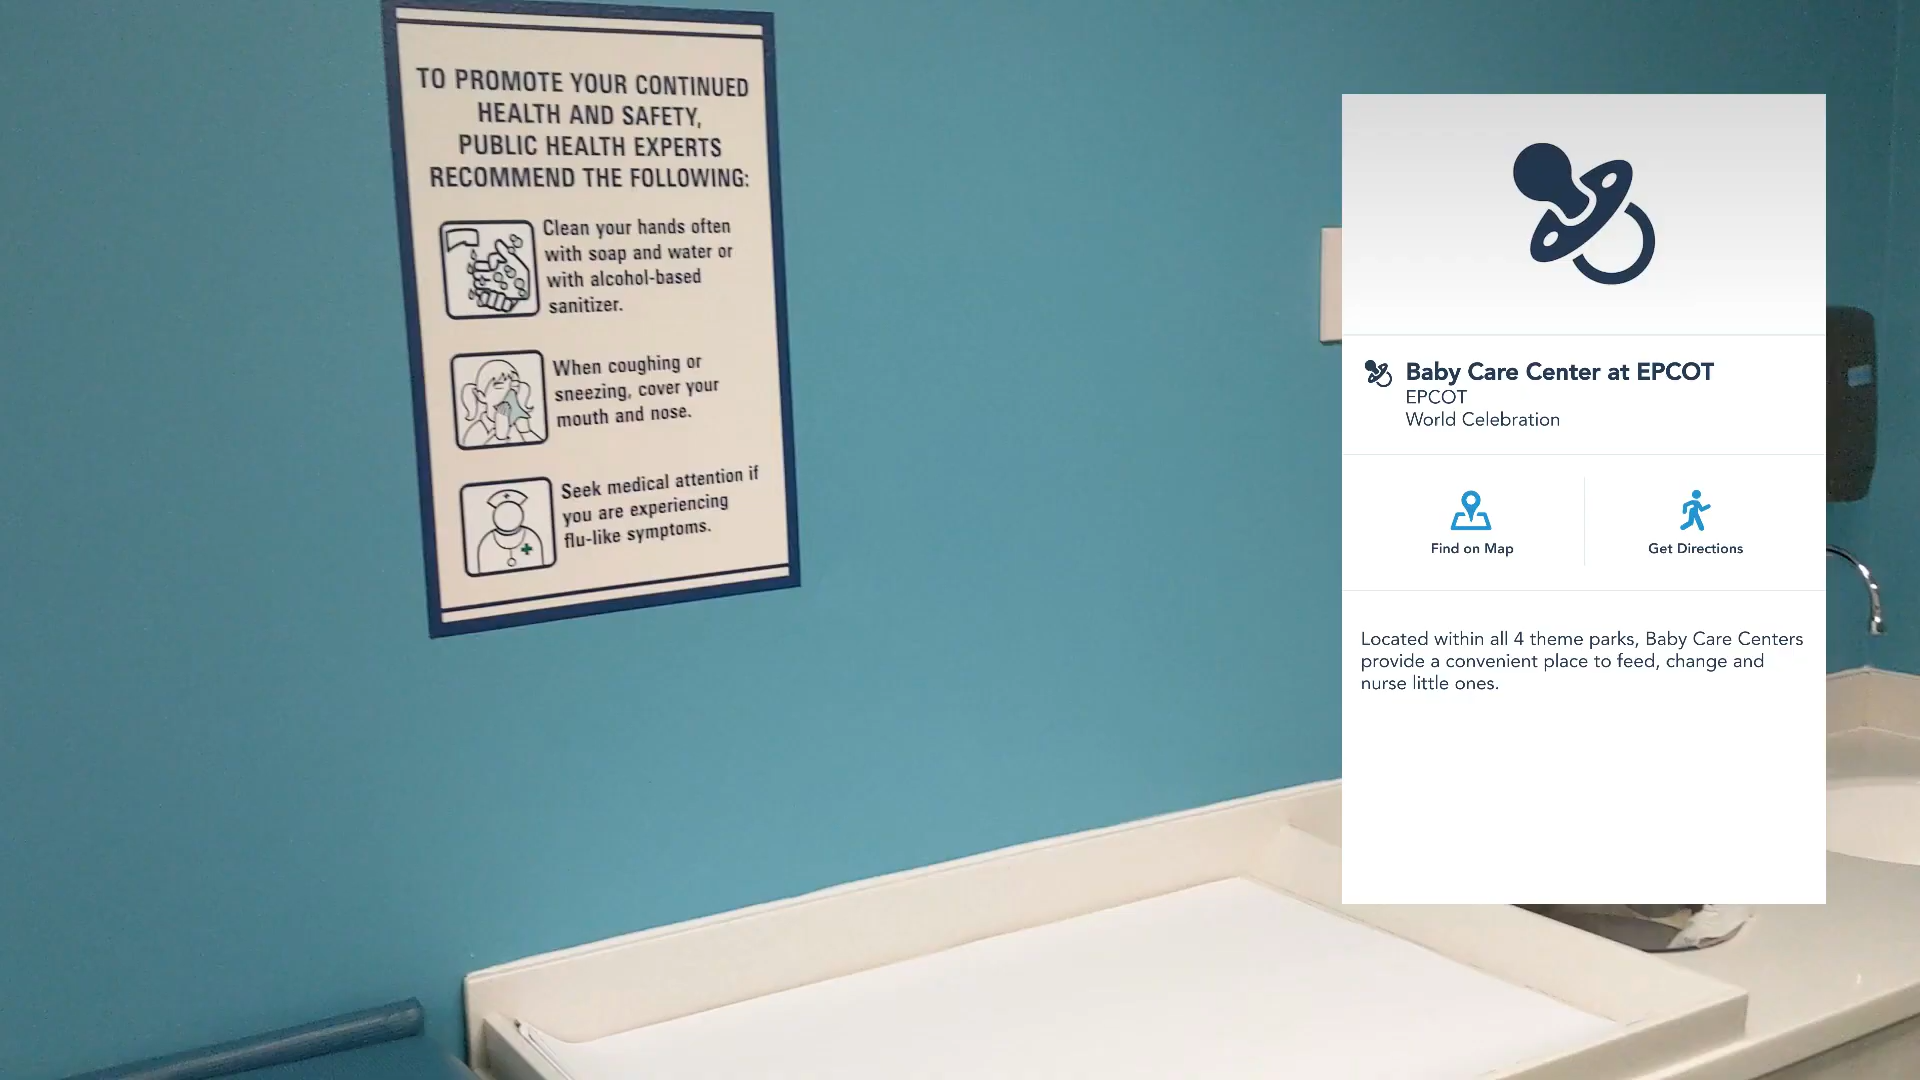 TO PROMOTE YOUR CONTINUED
HEALTH AND SAFETY,
PUBLIC HEALTH EXPERTS
RECOMMEND THE FOLLOWING:
Clean your hands often
with soap and water or
with alcohol-based
sanitizer.
When coughing or
sneezing, cover your
mouth and nose.
Seek medical attention if
you are experiencing
flu-like symptoms.
Baby Care Center at EPCOT
EPCOT
World Celebration
Find on Map
Get Directions
Located within all 4 theme parks, Baby Care Centers
provide a convenient place to feed, change and
nurse little ones.